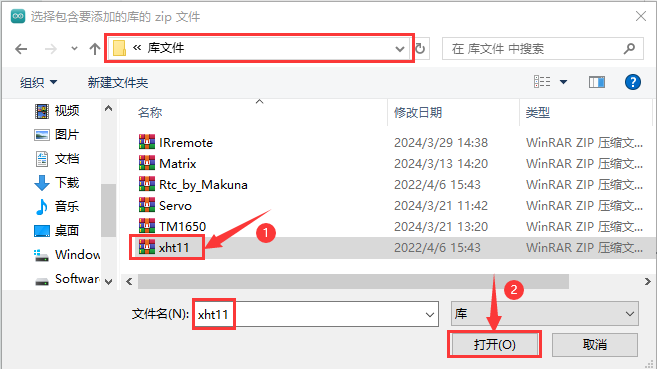 选择包含要添加的库的 zip 文件
« 库文件
在 库文件 中搜索
组织 新建文件夹
名称 修改日期 类型
视频
图片
文档
下载
音乐
桌面
Window
Software
IRremote 2024/3/29 14:38 WinRAR ZIP 压缩文...
Matrix 2024/3/13 14:20 WinRAR ZIP 压缩文...
Rtc_by_Makuna 2022/4/6 15:43 WinRAR ZIP 压缩文...
Servo 2024/3/21 11:42 WinRAR ZIP 压缩文...
TM1650 2024/3/21 13:20 WinRAR ZIP 压缩文...
xht11 2022/4/6 15:43 WinRAR ZIP 压缩文...
1
2
文件名(N): xht11 库
打开(O) 取消